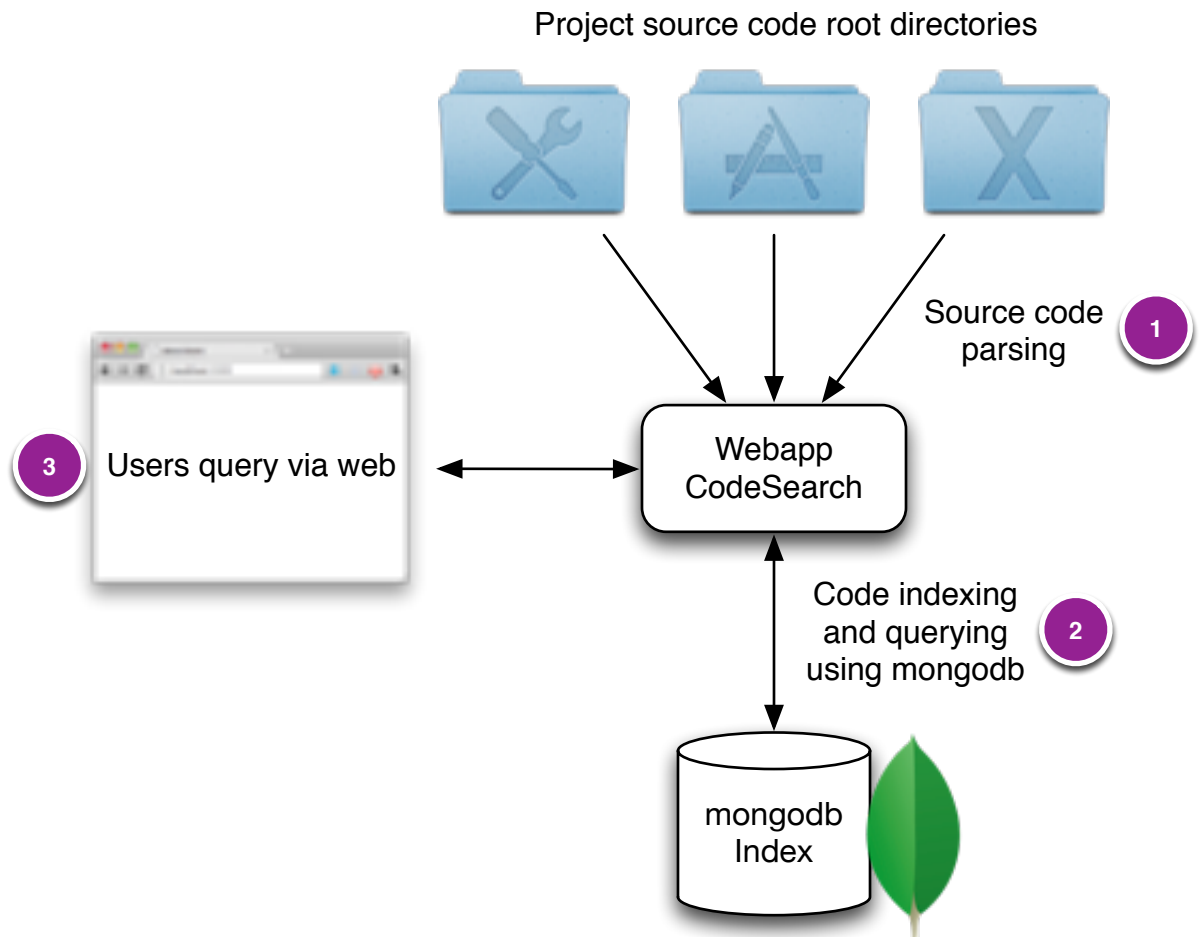 Project source code root directories
Source code
parsing
1
3
Users query via web
Webapp
CodeSearch
Code indexing
and querying
using mongodb
2
mongodb
Index